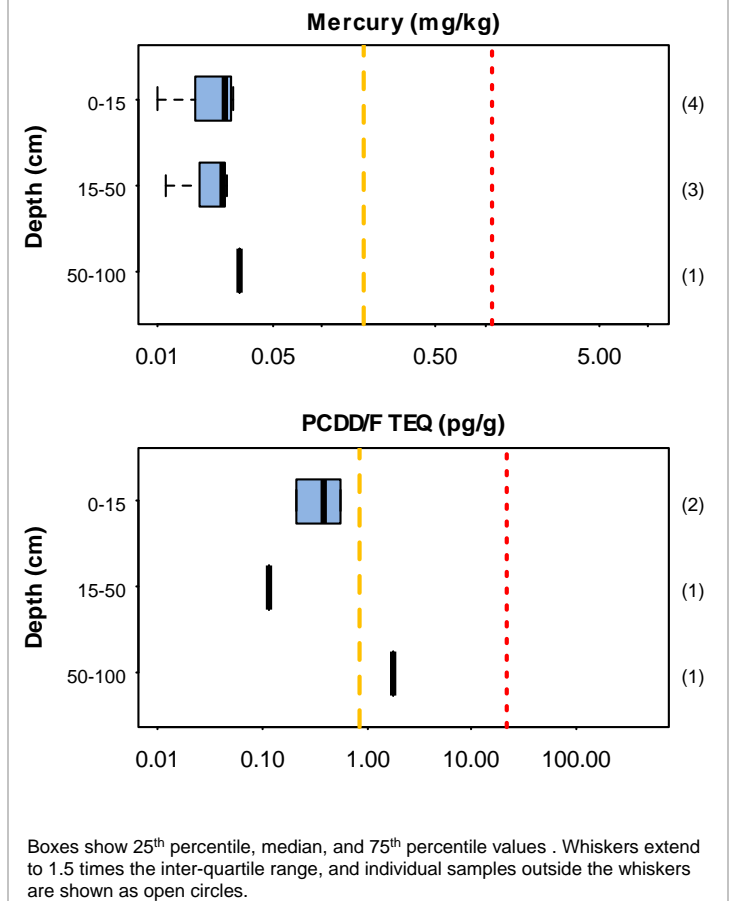 Mercury (mg/kg)
Depth (cm)
0-15
(4)
15-50
(3)
50-100
(1)
0.01 0.05 0.50 5.00
PCDD/F TEQ (pg/g)
Depth (cm)
0-15
(2)
15-50
(1)
50-100
(1)
0.01 0.10 1.00 10.00 100.00
Boxes show 25th percentile, median, and 75th percentile values . Whiskers extend
to 1.5 times the inter-quartile range, and individual samples outside the whiskers
are shown as open circles.